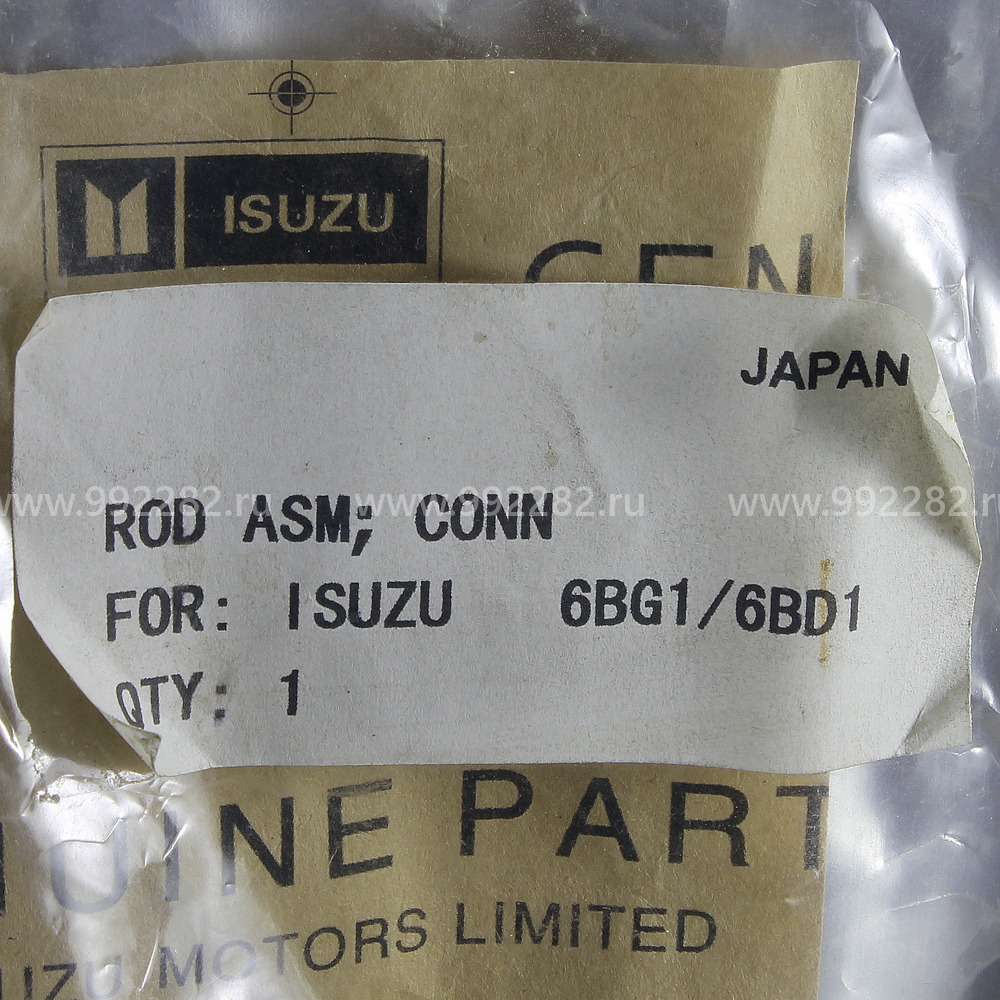 ISUZU
GEN
JAPAN
www.992282.ru www.992282.ru www.992282.ru
ROD ASM; CONN
FOR: ISUZU 6BG1/6BD1
QTY: 1
UINE PART
UZU MOTORS LIMITED